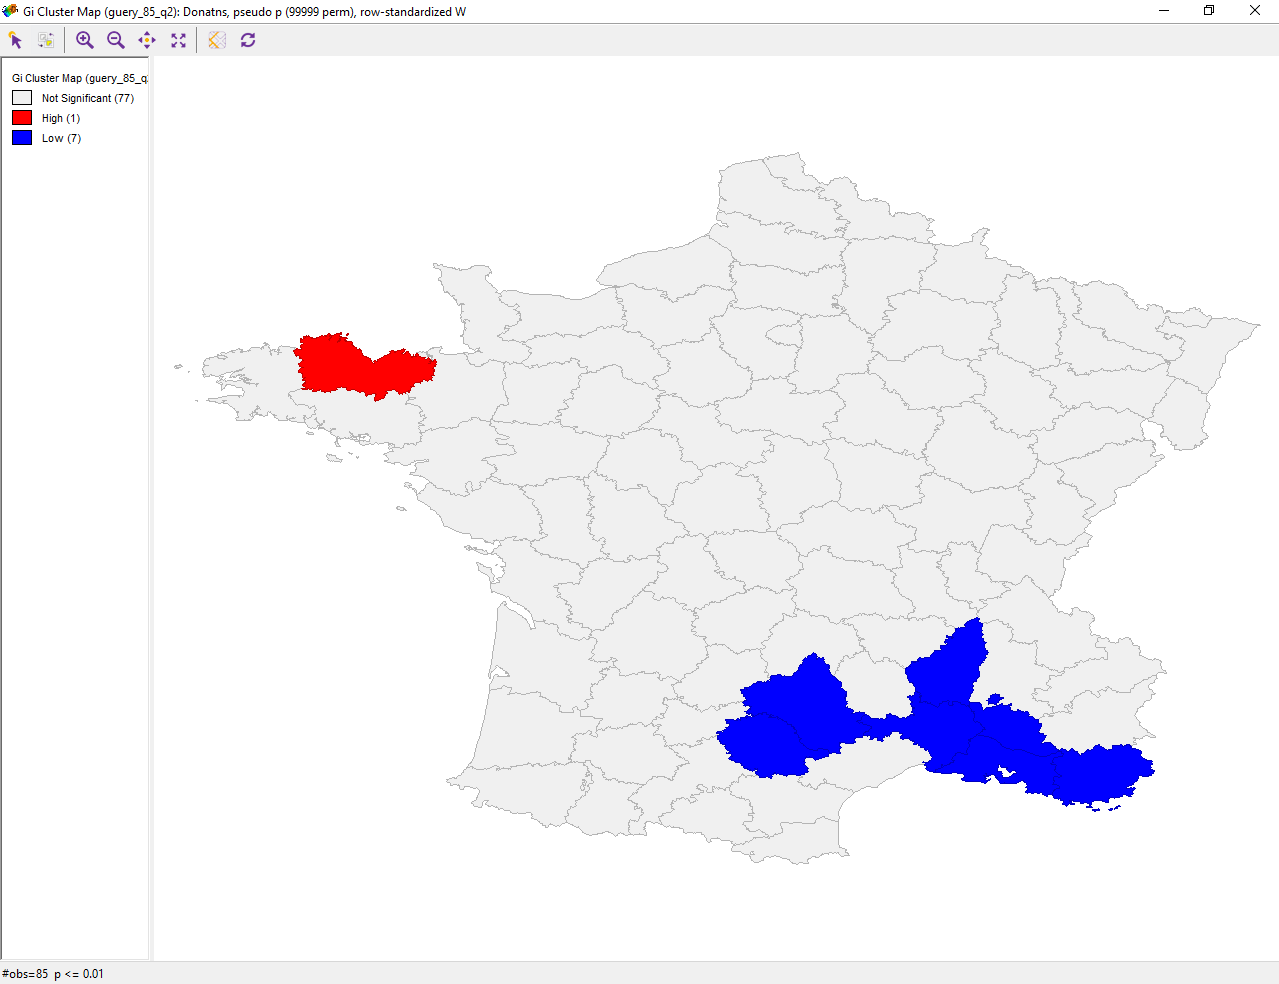 Gi Cluster Map (guery_85_q2): Donatns, pseudo p (99999 perm), row-standardized W
Gi Cluster Map (guery_85_q
Not Significant (77)
High (1)
Low (7)
#obs=85 p <= 0.01